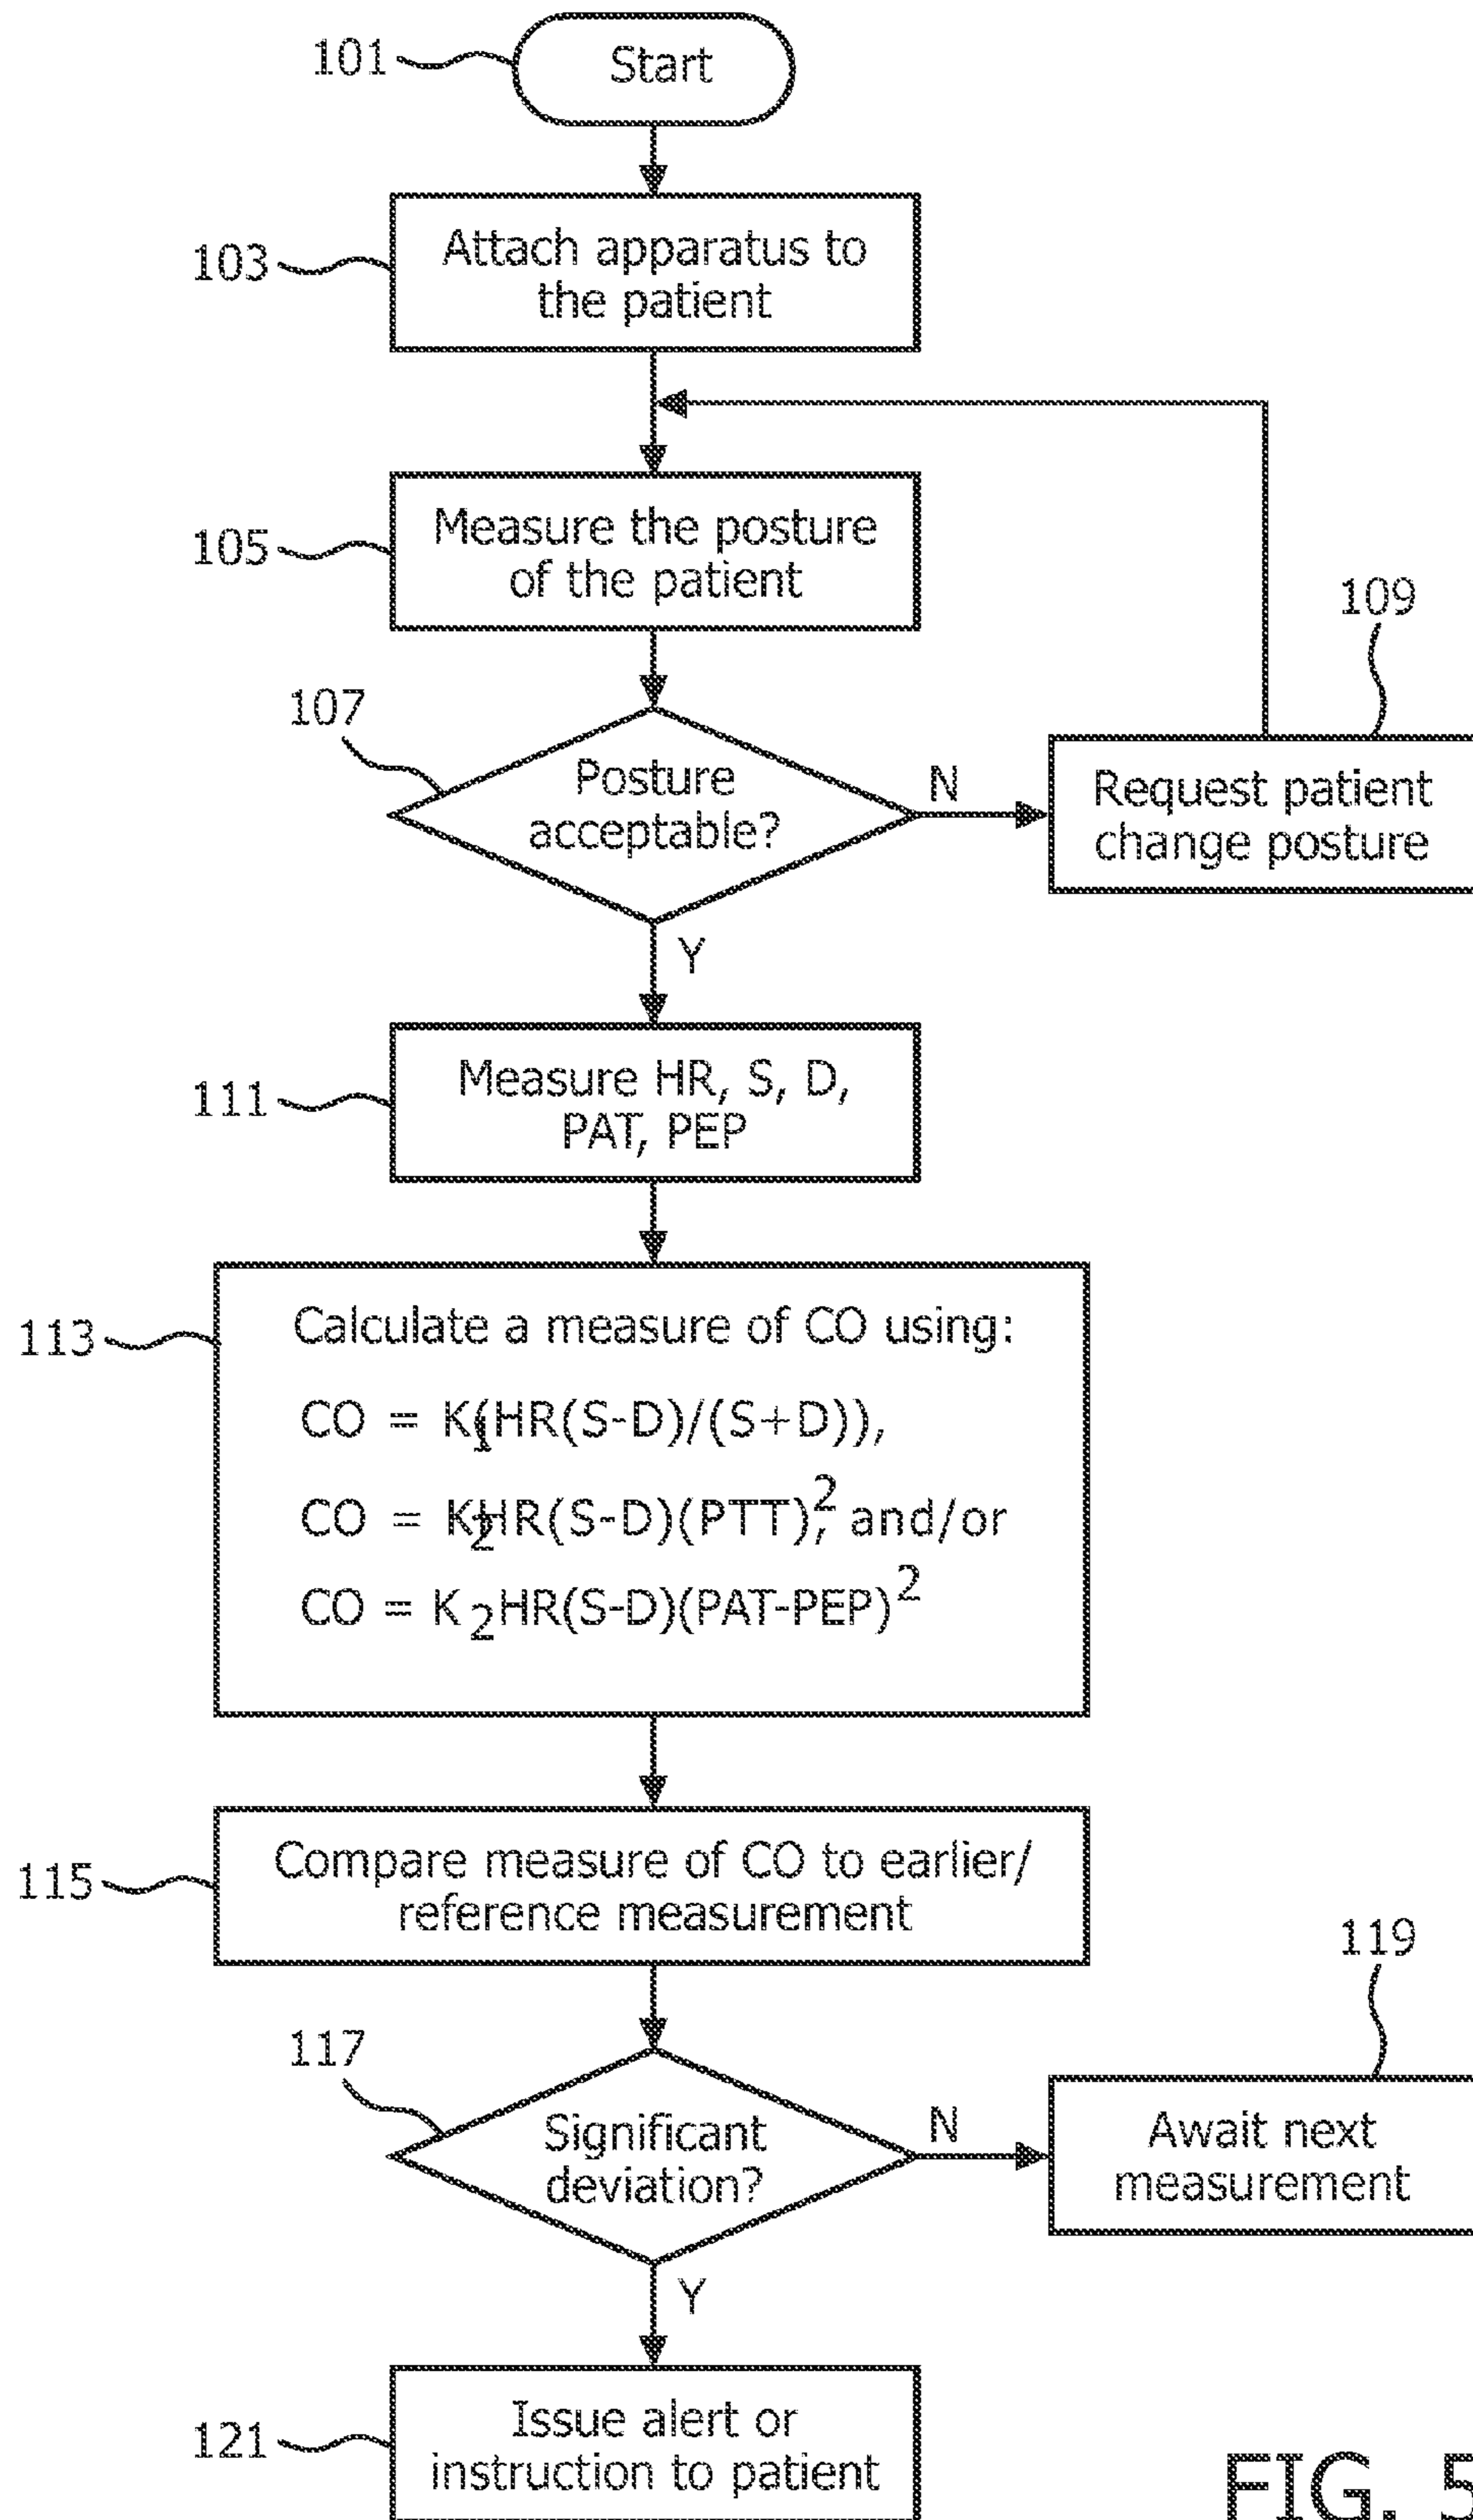 101
Start
103
Attach apparatus to
the patient
105
Measure the posture
of the patient
109
107
Posture
acceptable?
N
Request patient
change posture
Y
111
Measure HR, S, D,
PAT, PEP
113
Calculate a measure of CO using:
CO = K₁(HR(S-D)/(S+D)),
CO = K₂HR(S-D)(PTT)², and/or
CO = K₂HR(S-D)(PAT-PEP)²
115
Compare measure of CO to earlier/
reference measurement
119
117
Significant
deviation?
N
Await next
measurement
Y
121
Issue alert or
instruction to patient
FIG. 5